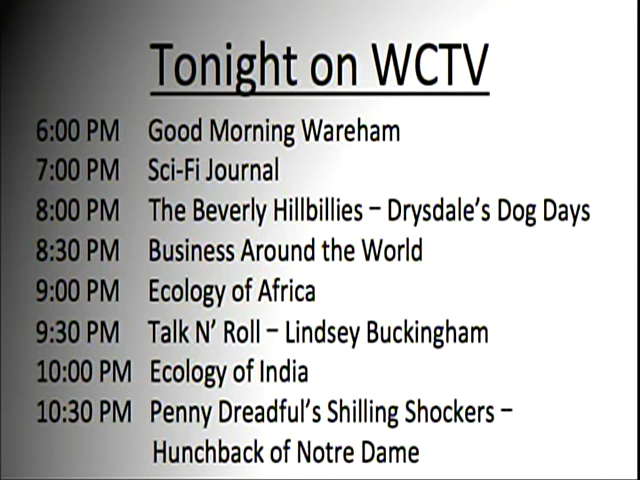 Tonight on WCTV
6:00 PM Good Morning Wareham
7:00 PM Sci-Fi Journal
8:00 PM The Beverly Hillbillies – Drysdale's Dog Days
8:30 PM Business Around the World
9:00 PM Ecology of Africa
9:30 PM Talk N' Roll – Lindsey Buckingham
10:00 PM Ecology of India
10:30 PM Penny Dreadful's Shilling Shockers –
Hunchback of Notre Dame